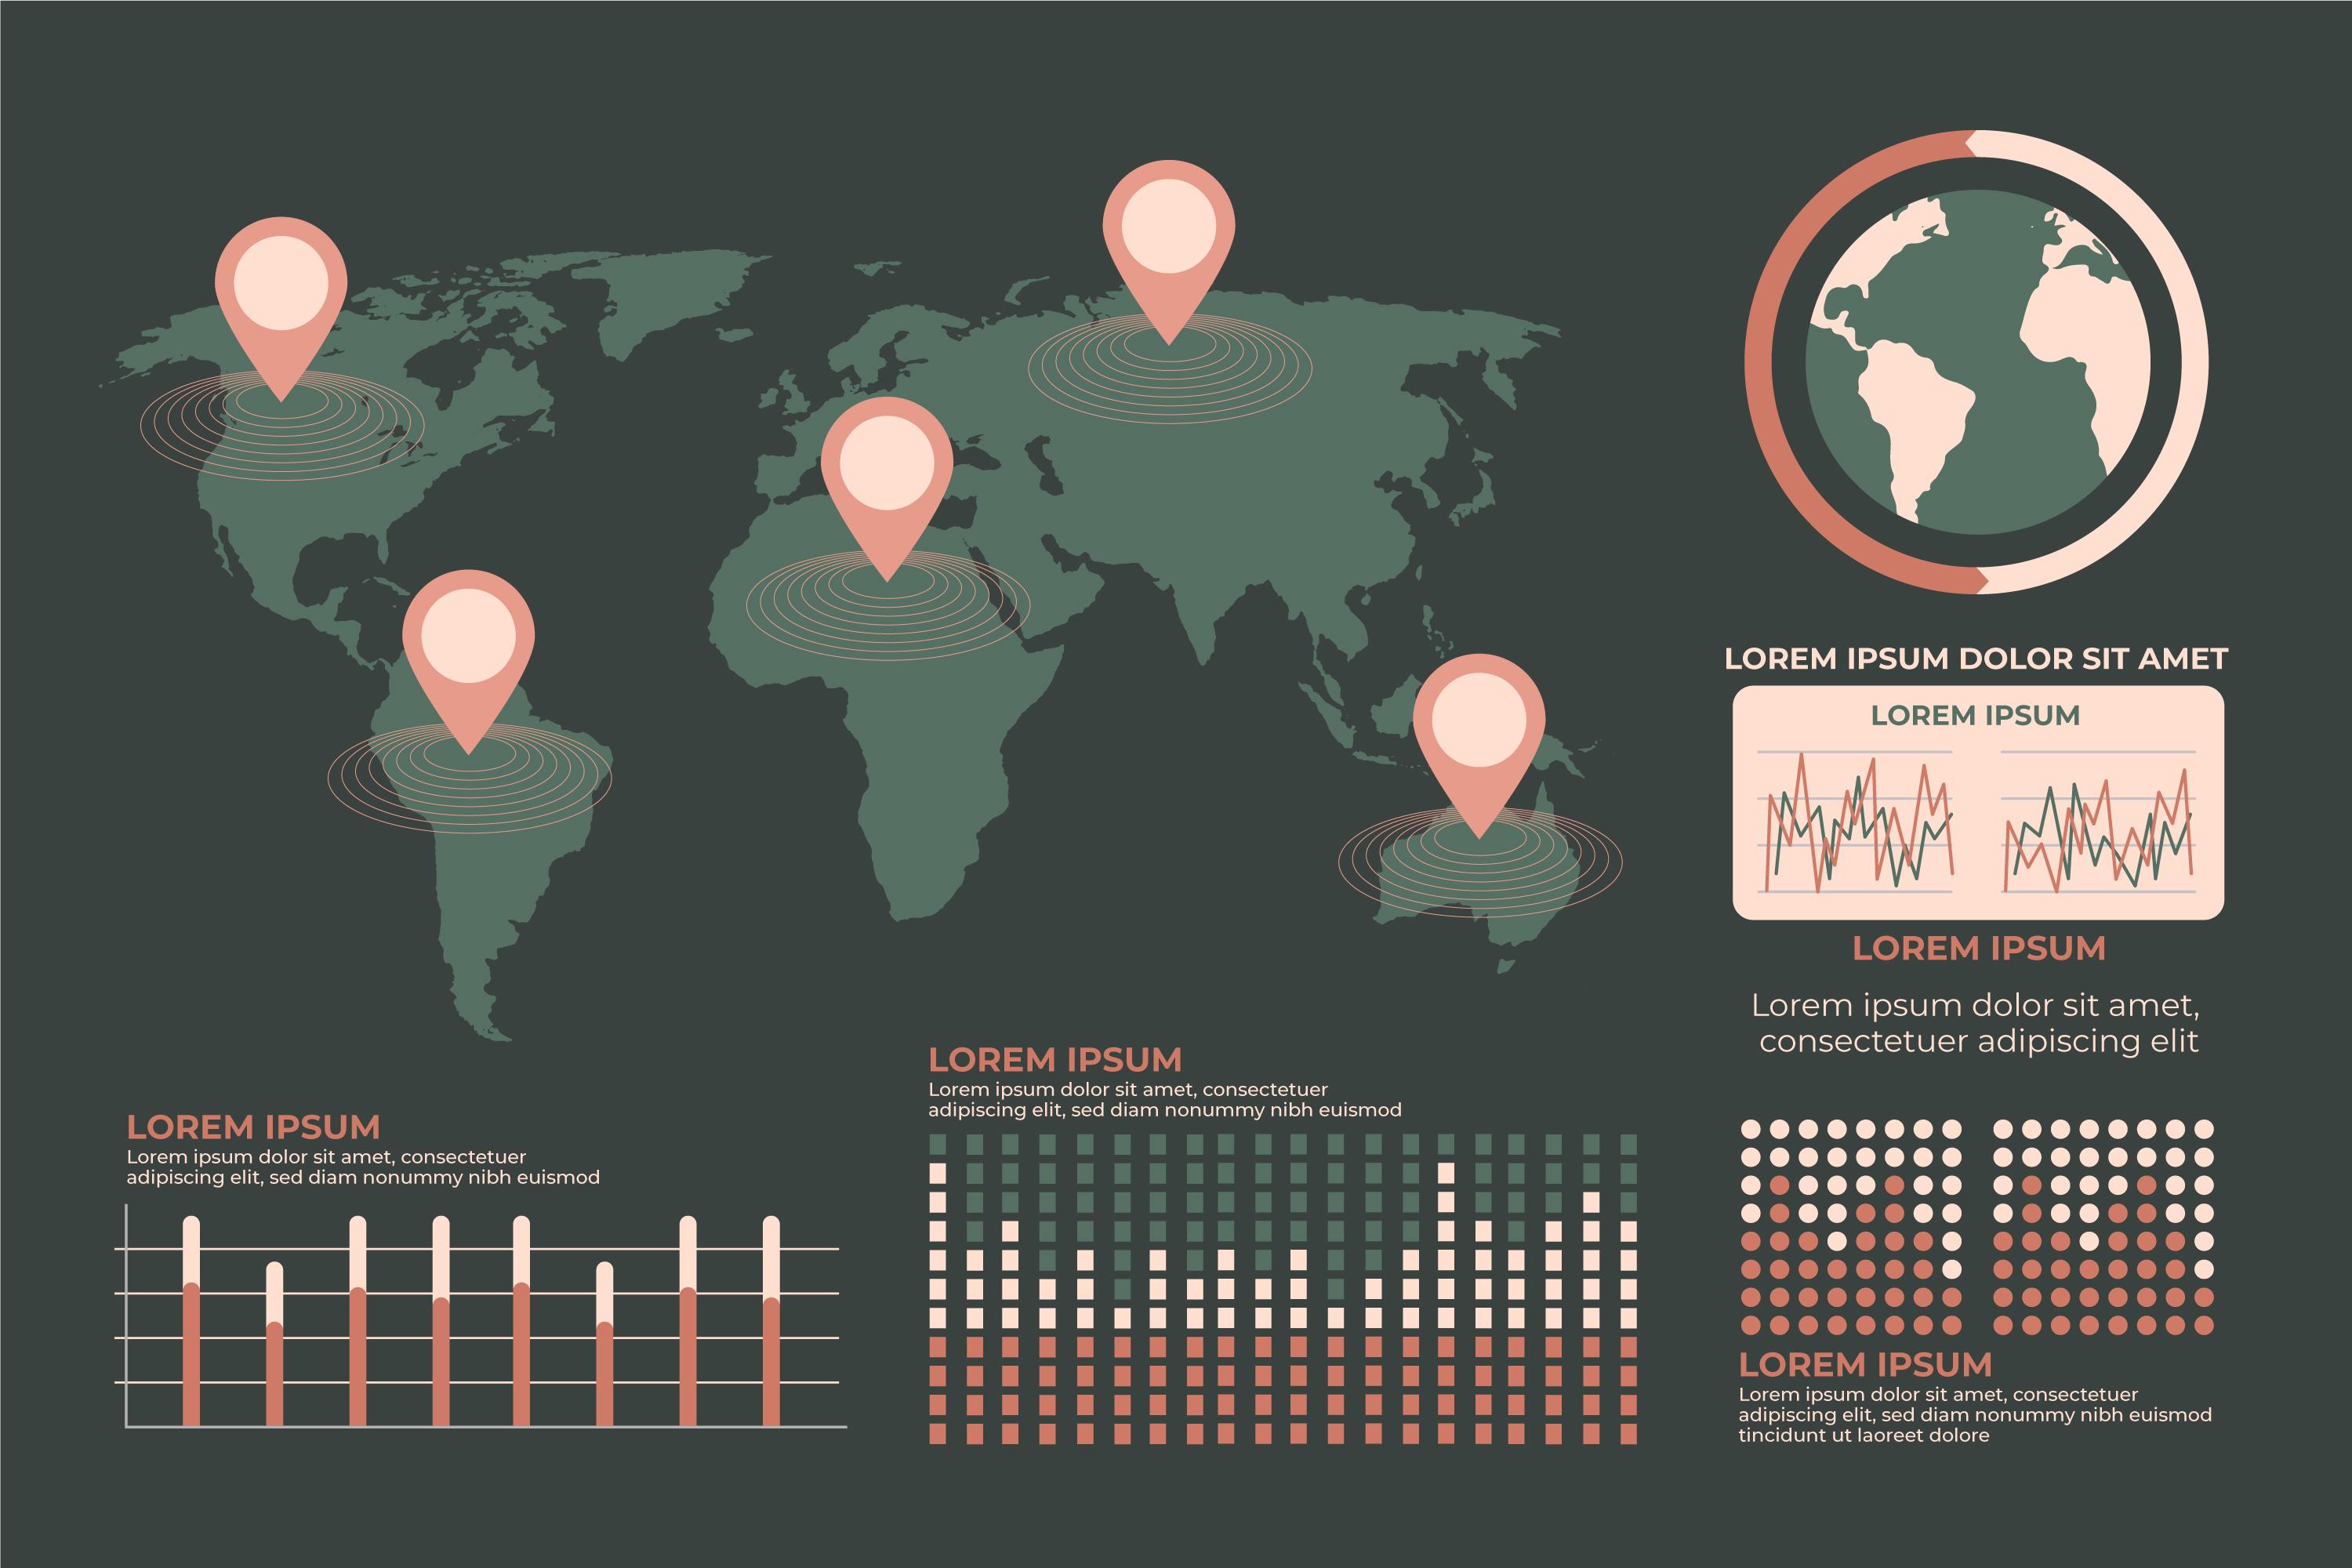 LOREM IPSUM DOLOR SIT AMET
LOREM IPSUM
LOREM IPSUM
Lorem ipsum dolor sit amet,
consectetuer adipiscing elit
LOREM IPSUM
Lorem ipsum dolor sit amet, consectetuer
adipiscing elit, sed diam nonummy nibh euismod
LOREM IPSUM
Lorem ipsum dolor sit amet, consectetuer
adipiscing elit, sed diam nonummy nibh euismod
LOREM IPSUM
Lorem ipsum dolor sit amet, consectetuer
adipiscing elit, sed diam nonummy nibh euismod
tincidunt ut laoreet dolore